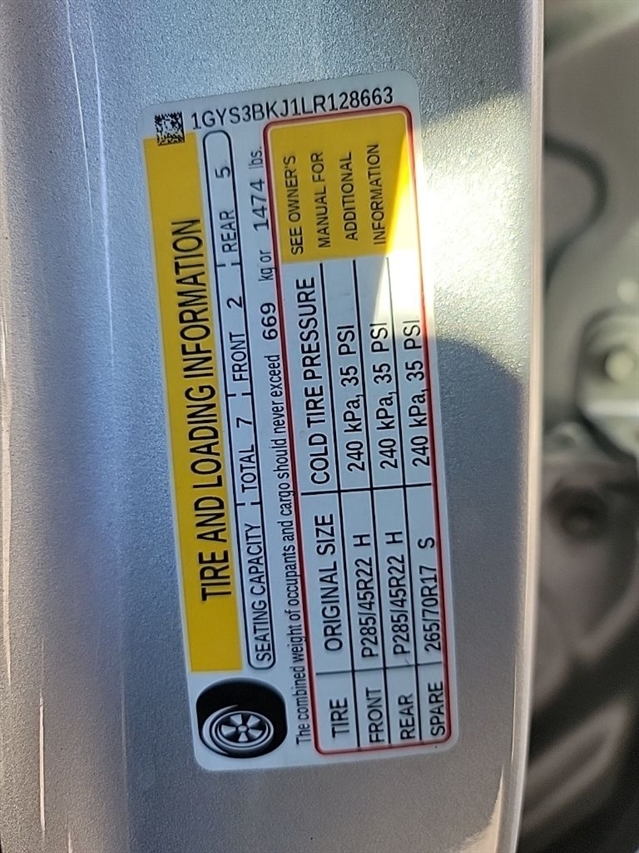 1GYS3BKJ1LR128663
TIRE AND LOADING INFORMATION
SEATING CAPACITY ¦ TOTAL 7 ¦ FRONT 2 ¦ REAR 5
The combined weight of occupants and cargo should never exceed 669 kg or 1474 lbs.
TIRE ORIGINAL SIZE COLD TIRE PRESSURE
FRONT P285/45R22 H 240 kPa, 35 PSI
REAR P285/45R22 H 240 kPa, 35 PSI
SPARE 265/70R17 S 240 kPa, 35 PSI
SEE OWNER'S
MANUAL FOR
ADDITIONAL
INFORMATION